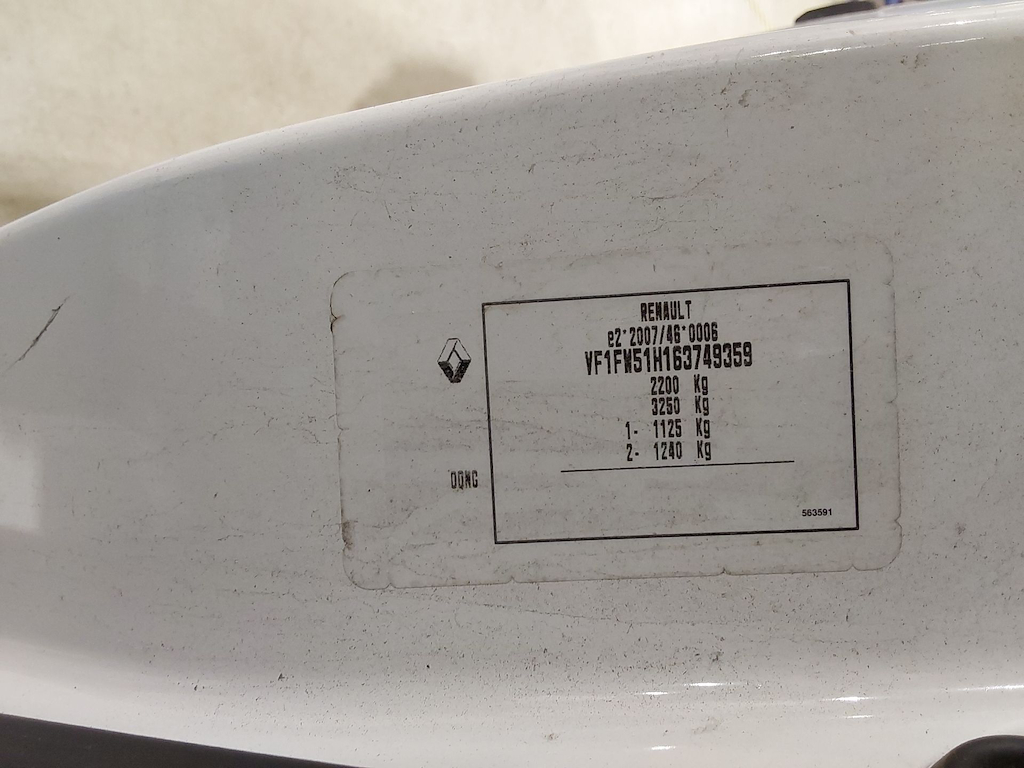 RENAULT
e2*2007/46*0006
VF1FW51H163749359
2200 Kg
3250 Kg
1- 1125 Kg
2- 1240 Kg
DQNG
563591